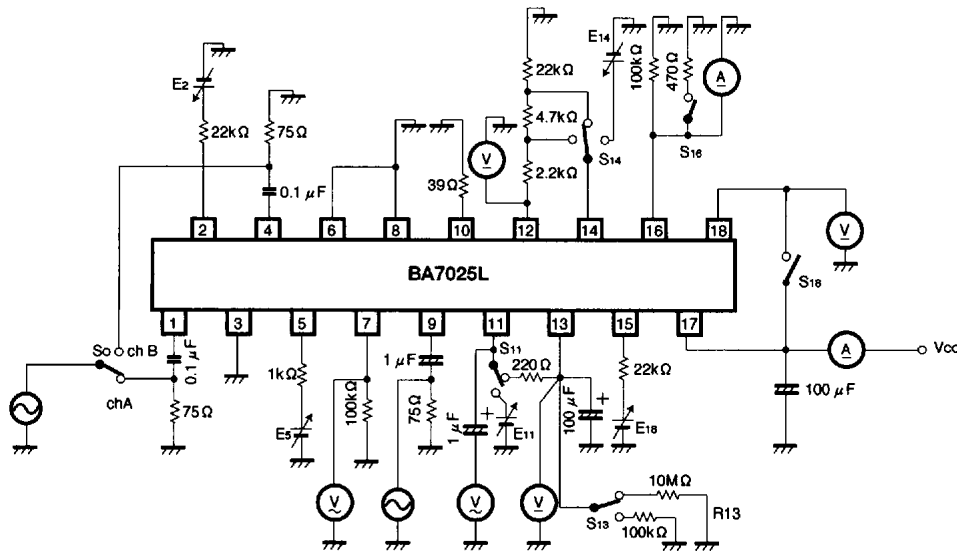 E14
E2
22kΩ
100kΩ
470Ω
A
22kΩ
75Ω
4.7kΩ
V
S14
S16
2.2kΩ
0.1 μF
39Ω
V
2
4
6
8
10
12
14
16
18
BA7025L
S18
1
3
5
7
9
11
13
15
17
S0
ch B
chA
0.1 μF
75Ω
1kΩ
E5
100kΩ
1 μF
75Ω
S11
220Ω
+
1 μF
E11
100 μF
+
22kΩ
E18
A
Vcc
100 μF
V
V
V
S13
10MΩ
100kΩ
R13